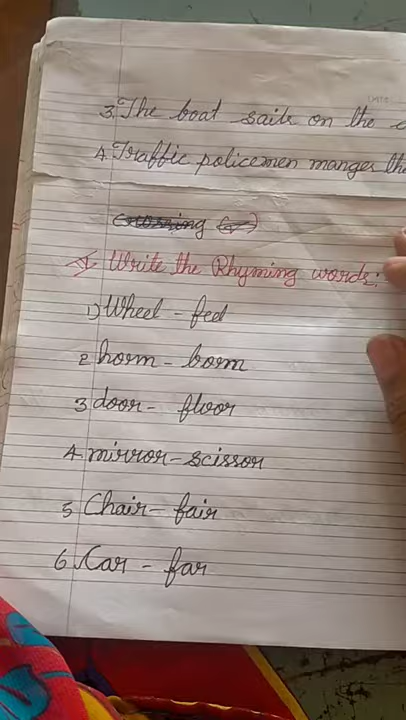 3. The boat sails on the
4. Traffic policemen manges the
crossing
I Write the Rhyming words:
1) Wheel - feel
2 horn - born
3 door - floor
4. mirror - scissor
5 Chair - fair
6. Car - far